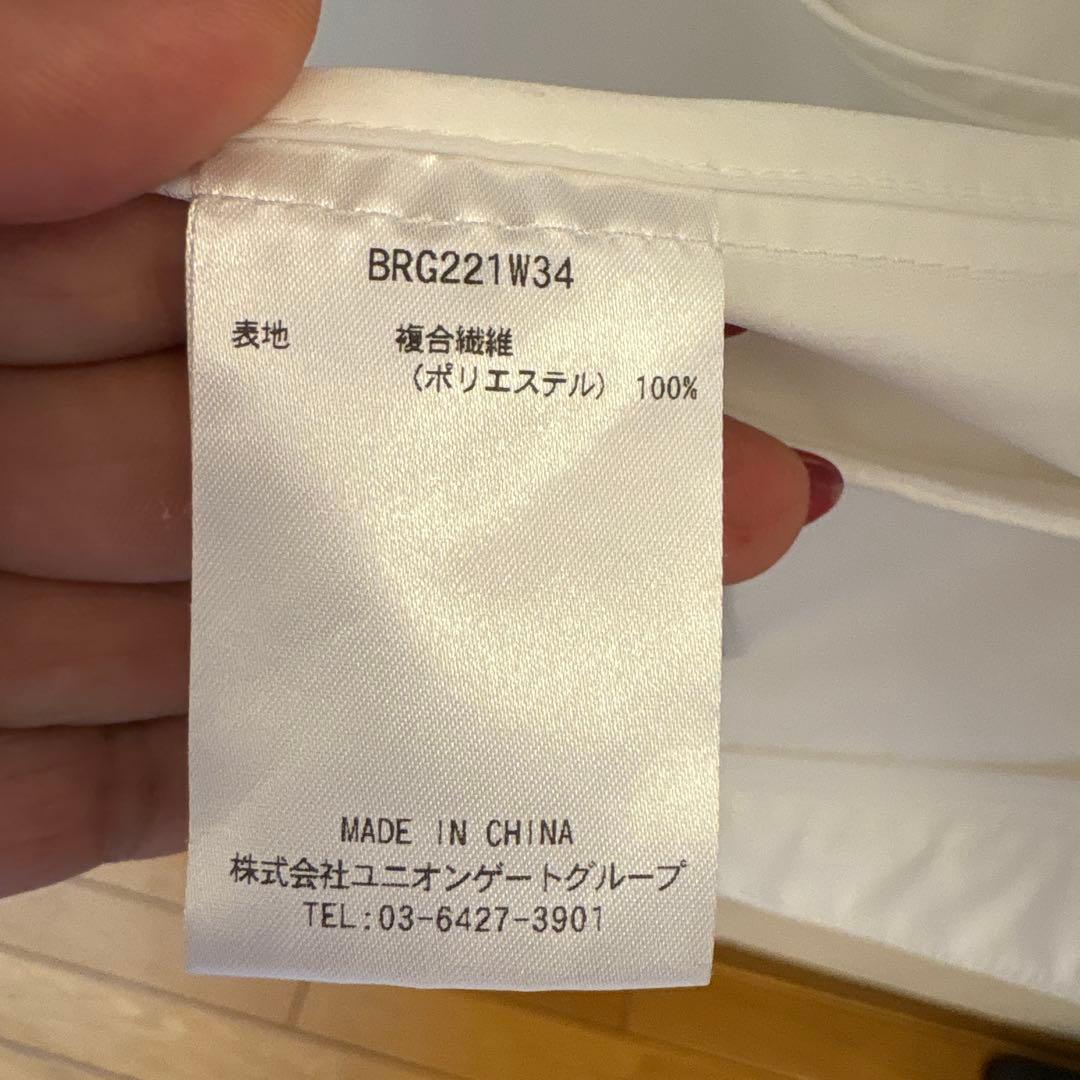 BRG221W34
表地 複合繊維
(ポリエステル) 100%
MADE IN CHINA
株式会社ユニオンゲートグループ
TEL:03-6427-3901